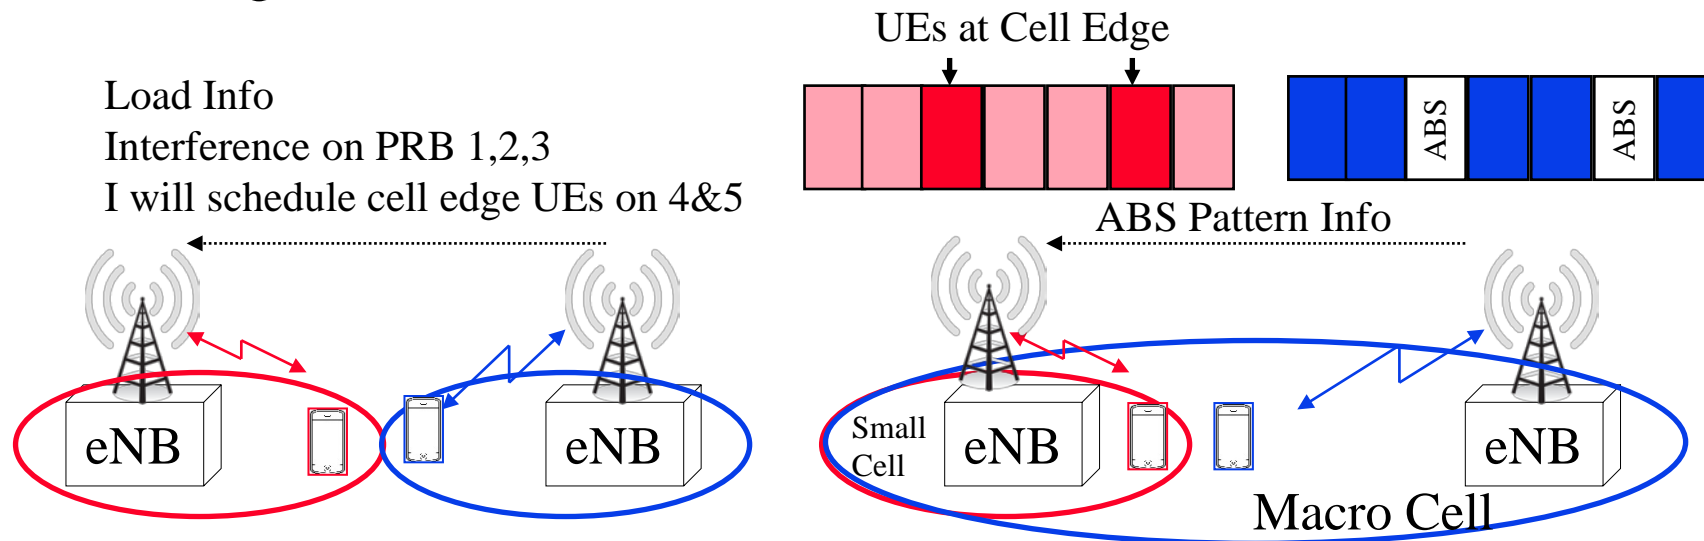 UEs at Cell Edge
Load Info
Interference on PRB 1,2,3
I will schedule cell edge UEs on 4&5
ABS
ABS
ABS Pattern Info
eNB
eNB
Small
Cell
eNB
eNB
Macro Cell